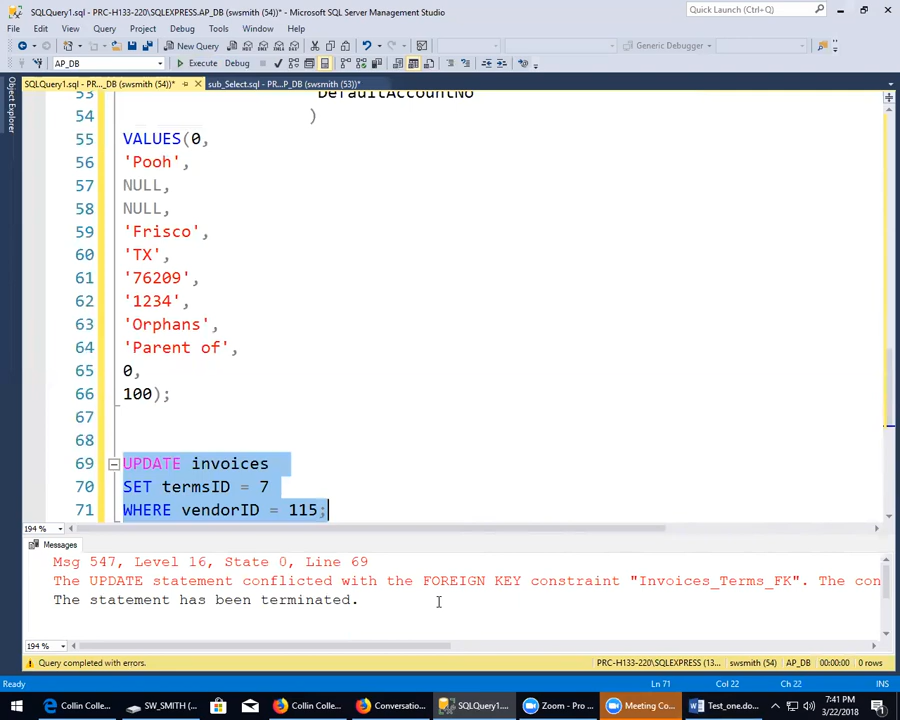 SQLQuery1.sql - PRC-H133-220\SQLEXPRESS.AP_DB (swsmith (54))* - Microsoft SQL Server Management Studio
Quick Launch (Ctrl+Q)
File Edit View Query Project Debug Tools Window Help
New Query
Generic Debugger
AP_DB
Execute Debug
SQLQuery1.sql - PR..._DB (swsmith (54))*
sub_Select.sql - PR...P_DB (swsmith (53))*
Object Explorer
53 DefaultAccountNo
54 )
55 VALUES(0,
56 'Pooh',
57 NULL,
58 NULL,
59 'Frisco',
60 'TX',
61 '76209',
62 '1234',
63 'Orphans',
64 'Parent of',
65 0,
66 100);
67
68
69 UPDATE invoices
70 SET termsID = 7
71 WHERE vendorID = 115;
194 %
Messages
Msg 547, Level 16, State 0, Line 69
The UPDATE statement conflicted with the FOREIGN KEY constraint "Invoices_Terms_FK". The con
The statement has been terminated.
194 %
Query completed with errors.
PRC-H133-220\SQLEXPRESS (13... swsmith (54) AP_DB 00:00:00 0 rows
Ready
Ln 71 Col 22 Ch 22 INS
Collin Colle...
SW_SMITH (...
Collin Colle...
Conversatio...
SQLQuery1...
Zoom - Pro ...
Meeting Co...
Test_one.do...
7:41 PM
3/22/2018